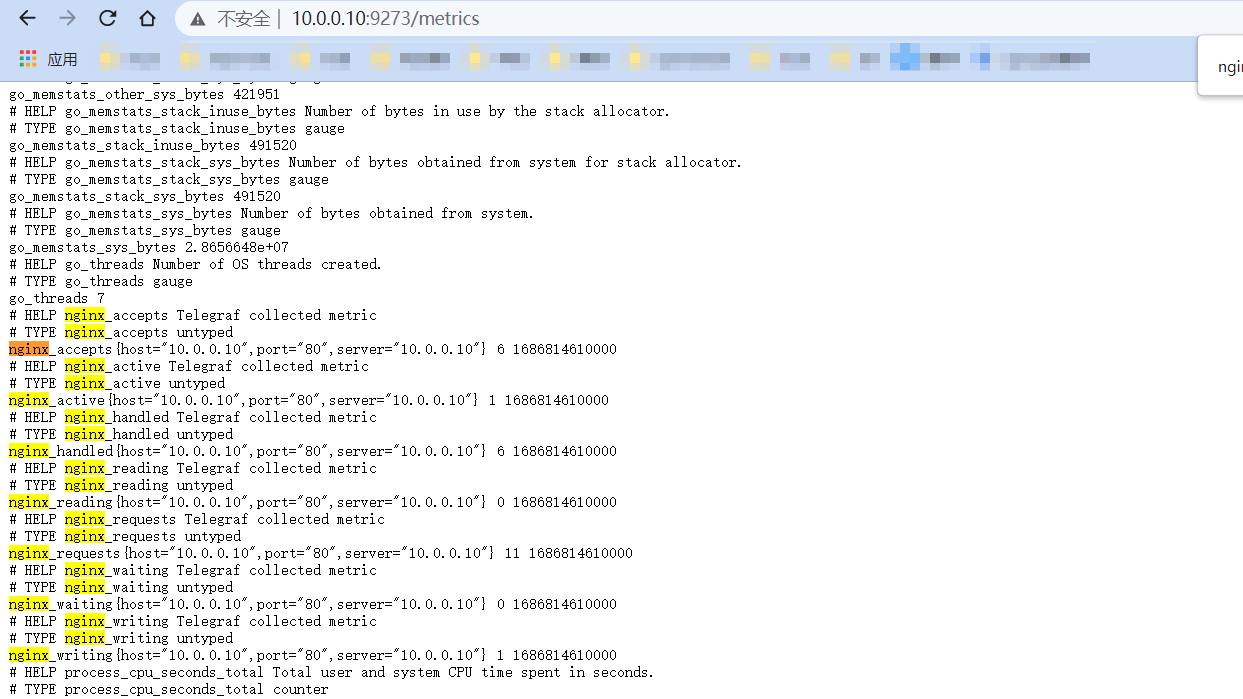 不安全 | 10.0.0.10:9273/metrics
应用
ngin
go_memstats_other_sys_bytes 421951
# HELP go_memstats_stack_inuse_bytes Number of bytes in use by the stack allocator.
# TYPE go_memstats_stack_inuse_bytes gauge
go_memstats_stack_inuse_bytes 491520
# HELP go_memstats_stack_sys_bytes Number of bytes obtained from system for stack allocator.
# TYPE go_memstats_stack_sys_bytes gauge
go_memstats_stack_sys_bytes 491520
# HELP go_memstats_sys_bytes Number of bytes obtained from system.
# TYPE go_memstats_sys_bytes gauge
go_memstats_sys_bytes 2.8656648e+07
# HELP go_threads Number of OS threads created.
# TYPE go_threads gauge
go_threads 7
# HELP nginx_accepts Telegraf collected metric
# TYPE nginx_accepts untyped
nginx_accepts{host="10.0.0.10",port="80",server="10.0.0.10"} 6 1686814610000
# HELP nginx_active Telegraf collected metric
# TYPE nginx_active untyped
nginx_active{host="10.0.0.10",port="80",server="10.0.0.10"} 1 1686814610000
# HELP nginx_handled Telegraf collected metric
# TYPE nginx_handled untyped
nginx_handled{host="10.0.0.10",port="80",server="10.0.0.10"} 6 1686814610000
# HELP nginx_reading Telegraf collected metric
# TYPE nginx_reading untyped
nginx_reading{host="10.0.0.10",port="80",server="10.0.0.10"} 0 1686814610000
# HELP nginx_requests Telegraf collected metric
# TYPE nginx_requests untyped
nginx_requests{host="10.0.0.10",port="80",server="10.0.0.10"} 11 1686814610000
# HELP nginx_waiting Telegraf collected metric
# TYPE nginx_waiting untyped
nginx_waiting{host="10.0.0.10",port="80",server="10.0.0.10"} 0 1686814610000
# HELP nginx_writing Telegraf collected metric
# TYPE nginx_writing untyped
nginx_writing{host="10.0.0.10",port="80",server="10.0.0.10"} 1 1686814610000
# HELP process_cpu_seconds_total Total user and system CPU time spent in seconds.
# TYPE process_cpu_seconds_total counter